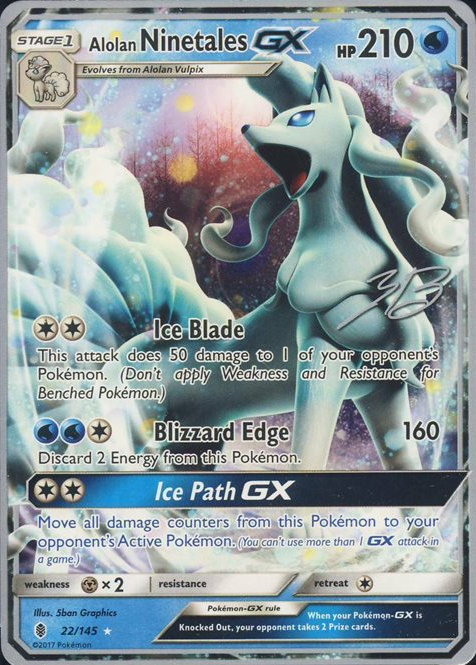 STAGE1 Alolan Ninetales GX HP210
Evolves from Alolan Vulpix
Ice Blade
This attack does 50 damage to 1 of your opponent's
Pokémon. (Don't apply Weakness and Resistance for
Benched Pokémon.)
Blizzard Edge 160
Discard 2 Energy from this Pokémon.
Ice Path GX
Move all damage counters from this Pokémon to your
opponent's Active Pokémon. (You can't use more than 1 GX attack in
a game.)
weakness ×2 resistance retreat
Illus. 5ban Graphics
Pokémon-GX rule
When your Pokémon-GX is
22/145
Knocked Out, your opponent takes 2 Prize cards.
©2017 Pokémon